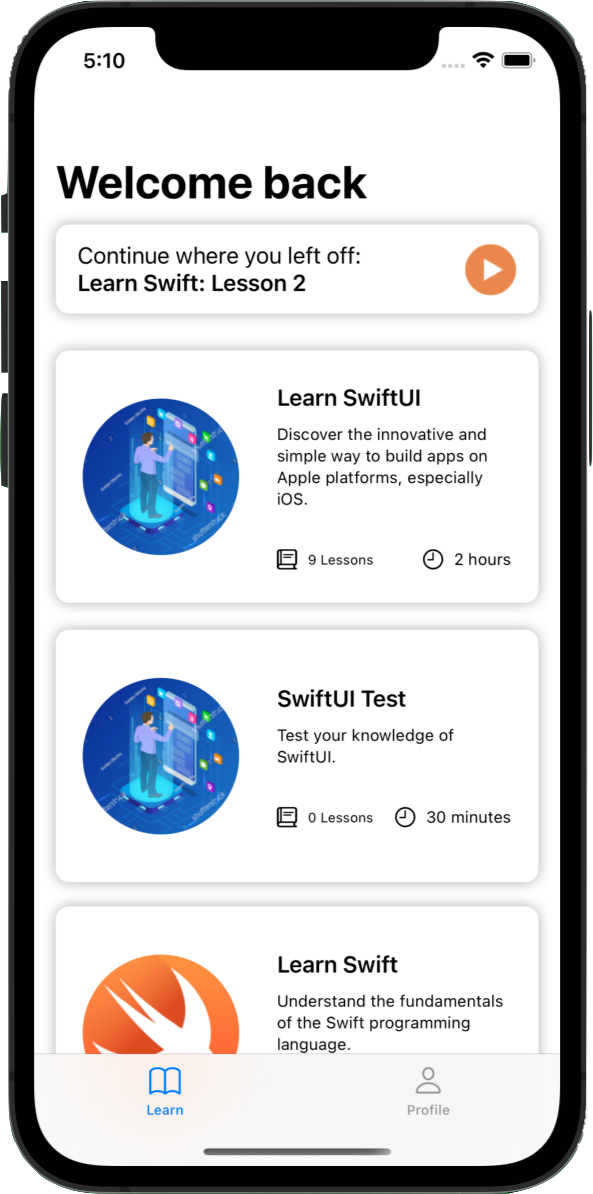 5:10
Welcome back
Continue where you left off:
Learn Swift: Lesson 2
Learn SwiftUI
Discover the innovative and
simple way to build apps on
Apple platforms, especially
iOS.
9 Lessons
2 hours
SwiftUI Test
Test your knowledge of
SwiftUI.
0 Lessons
30 minutes
Learn Swift
Understand the fundamentals
of the Swift programming
language.
Learn
Profile